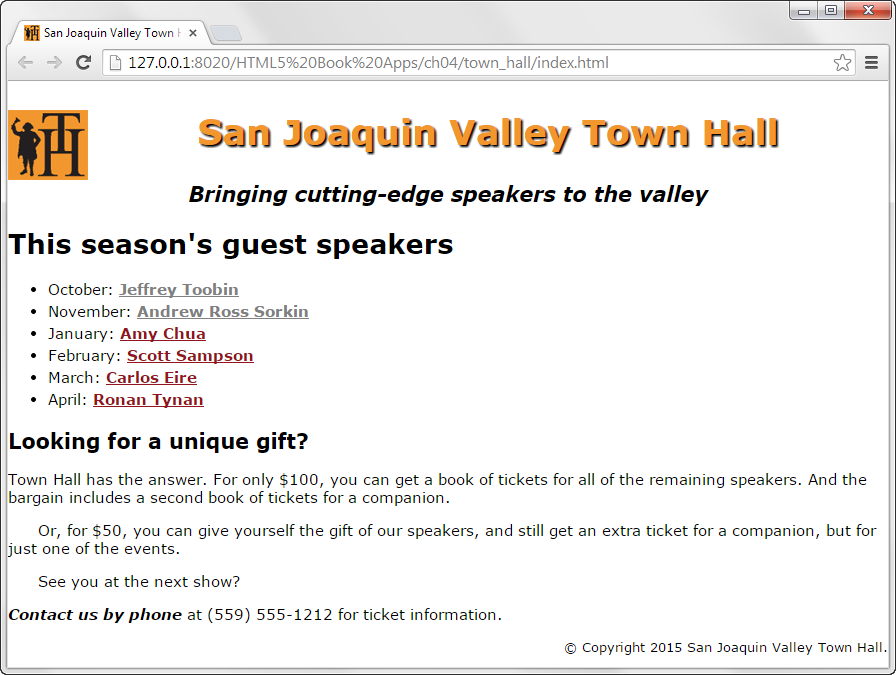 San Joaquin Valley Town H
127.0.0.1:8020/HTML5%20Book%20Apps/ch04/town_hall/index.html
TH
San Joaquin Valley Town Hall
Bringing cutting-edge speakers to the valley
This season's guest speakers
• October: Jeffrey Toobin
• November: Andrew Ross Sorkin
• January: Amy Chua
• February: Scott Sampson
• March: Carlos Eire
• April: Ronan Tynan
Looking for a unique gift?
Town Hall has the answer. For only $100, you can get a book of tickets for all of the remaining speakers. And the
bargain includes a second book of tickets for a companion.
Or, for $50, you can give yourself the gift of our speakers, and still get an extra ticket for a companion, but for
just one of the events.
See you at the next show?
Contact us by phone at (559) 555-1212 for ticket information.
© Copyright 2015 San Joaquin Valley Town Hall.